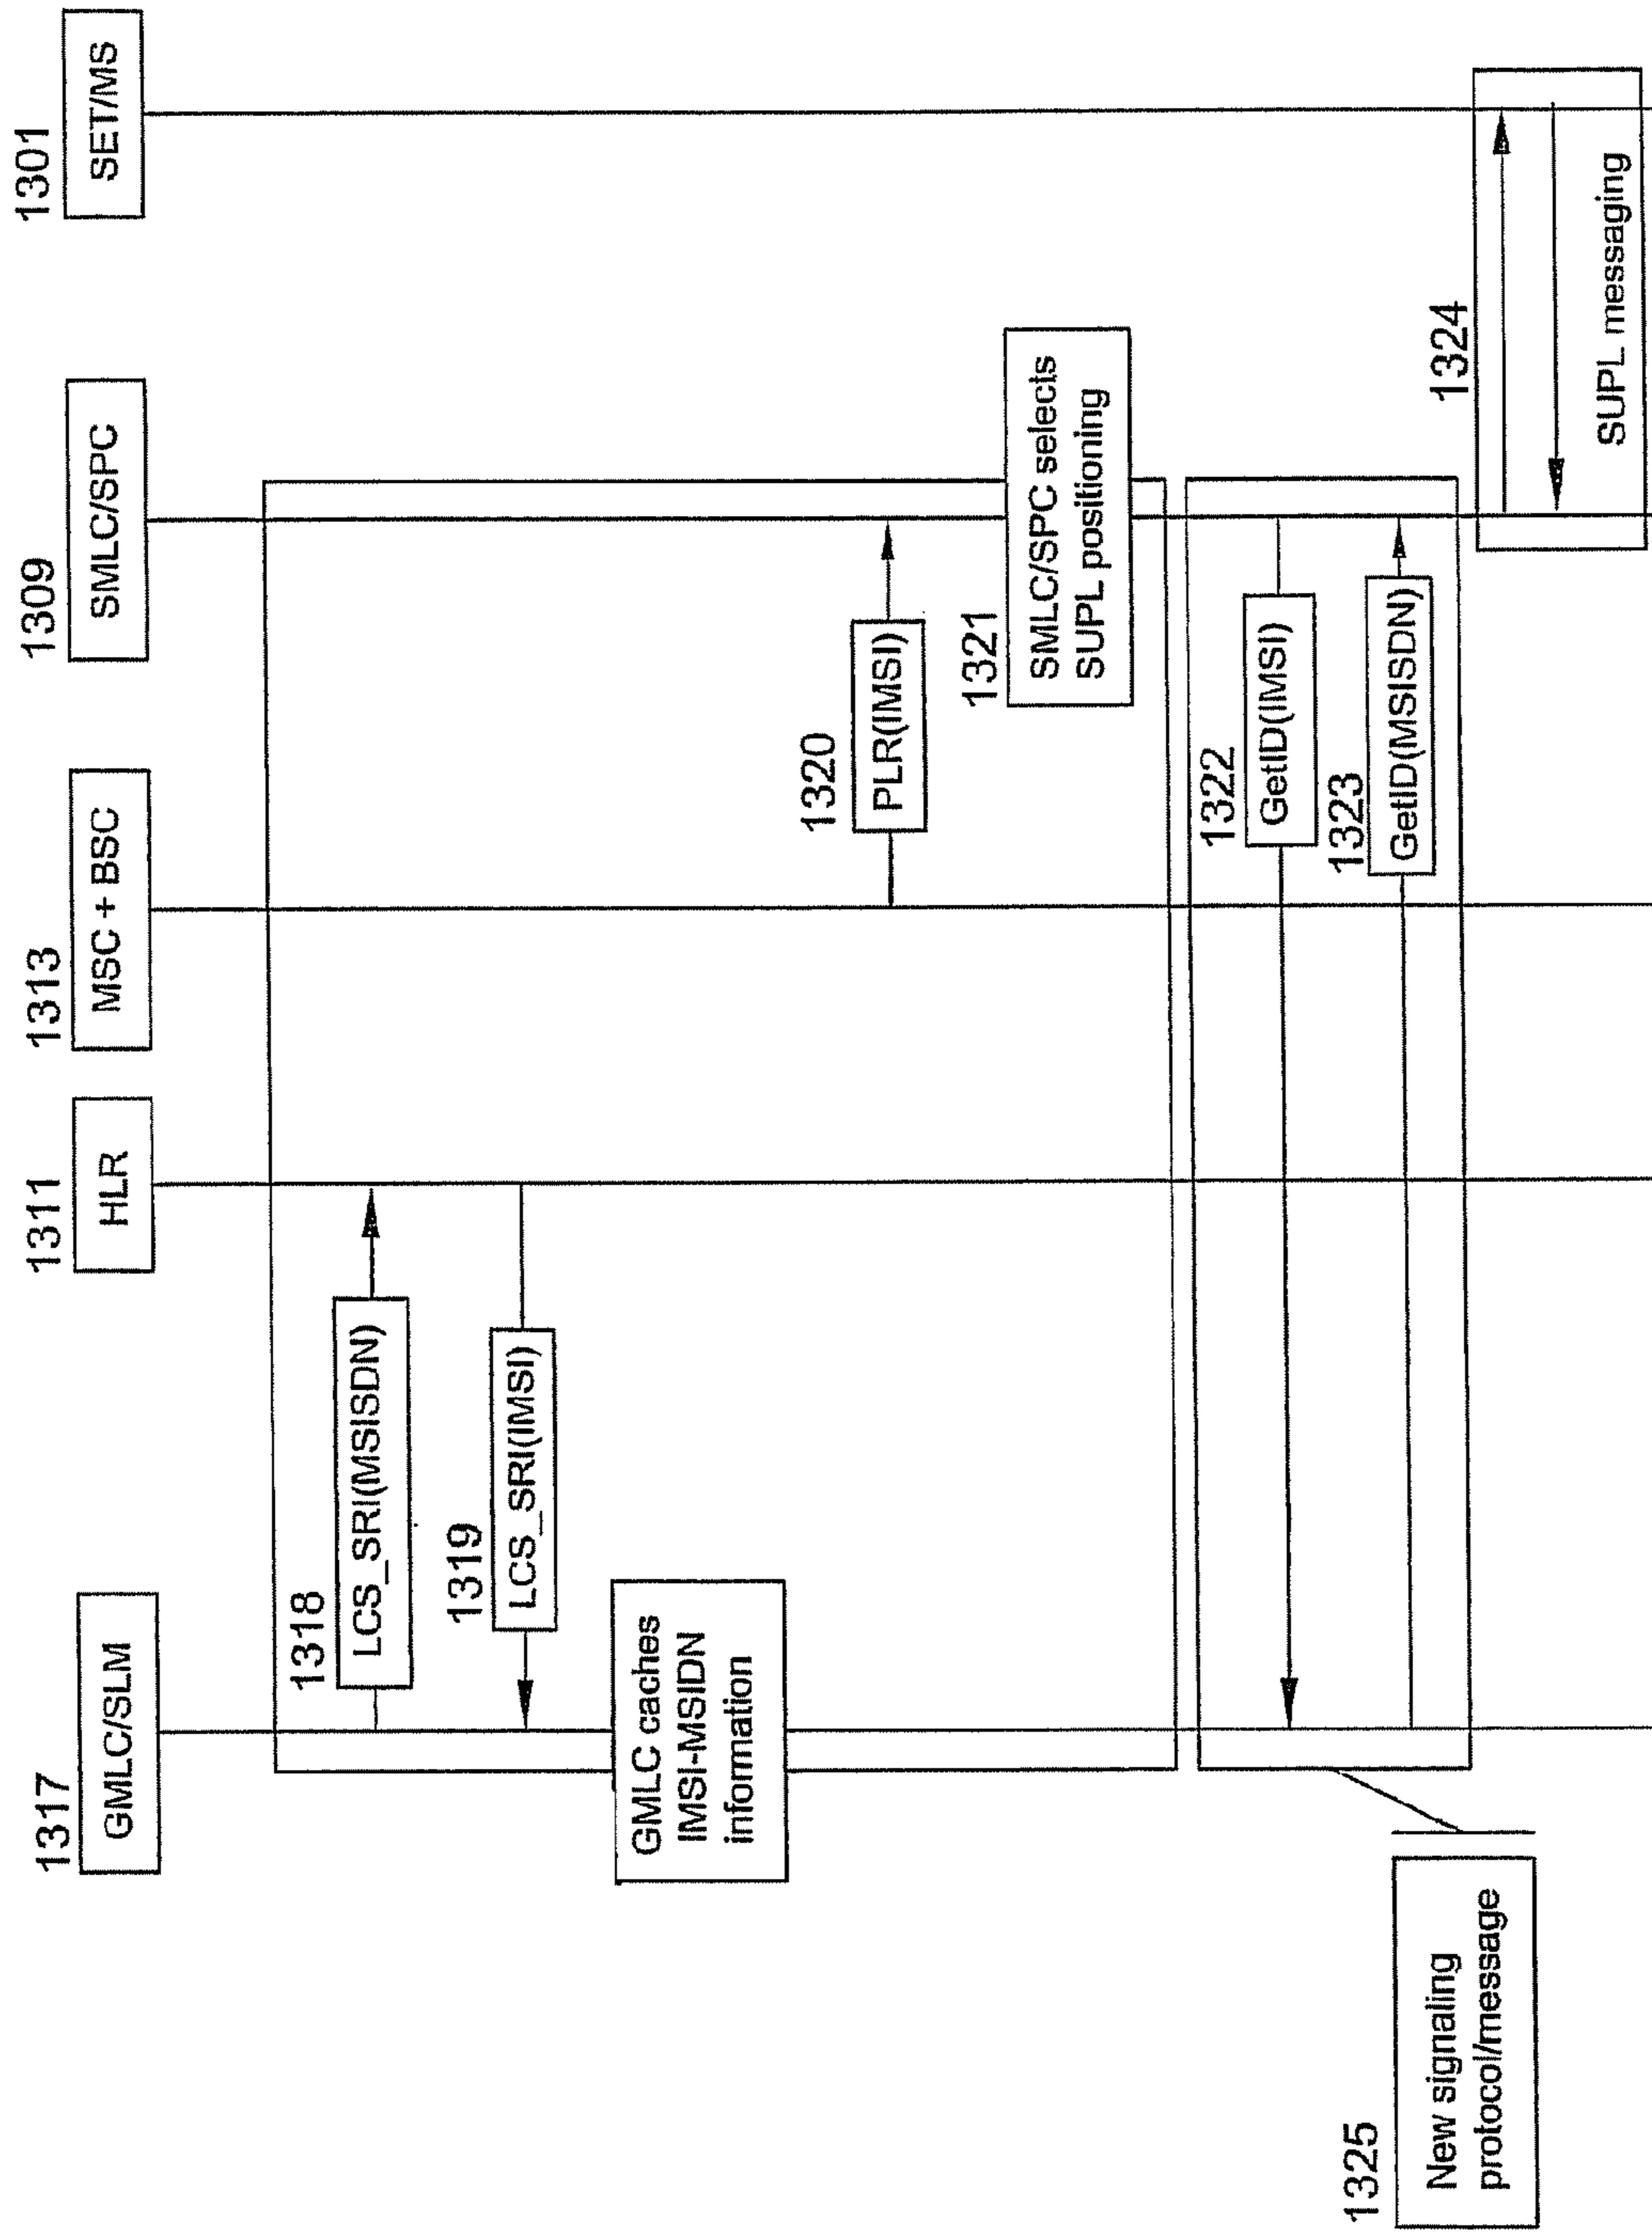 1317
GMLC/SLM
1311
HLR
1313
MSC + BSC
1309
SMLC/SPC
1301
SET/MS
1318
LCS_SRI(MSISDN)
1319
LCS_SRI(IMSI)
GMLC caches
IMSI-MSIDN
information
1320
PLR(IMSI)
1321
SMLC/SPC selects
SUPL positioning
1322
GetID(IMSI)
1323
GetID(MSISDN)
1324
SUPL messaging
1325
New signaling
protocol/message